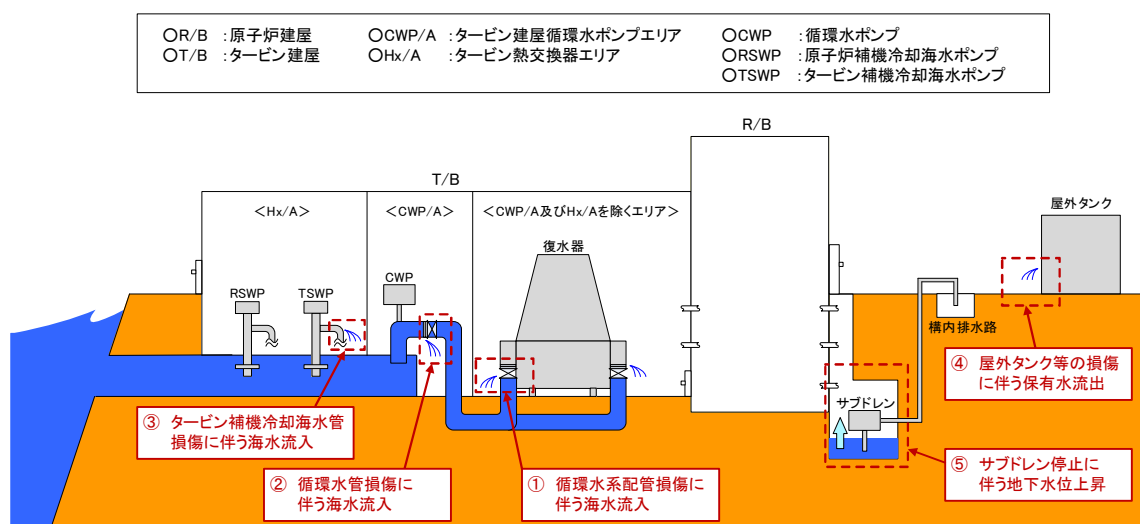 ○R/B :原子炉建屋 ○CWP/A :タービン建屋循環水ポンプエリア ○CWP :循環水ポンプ
○T/B :タービン建屋 ○Hx/A :タービン熱交換器エリア ○RSWP :原子炉補機冷却海水ポンプ
○TSWP :タービン補機冷却海水ポンプ
R/B
T/B
<Hx/A>
<CWP/A>
<CWP/A及びHx/Aを除くエリア>
屋外タンク
復水器
CWP
RSWP
TSWP
構内排水路
④ 屋外タンク等の損傷
に伴う保有水流出
サブドレン
③ タービン補機冷却海水管
損傷に伴う海水流入
② 循環水管損傷に
伴う海水流入
① 循環水系配管損傷に
伴う海水流入
⑤ サブドレン停止に
伴う地下水位上昇